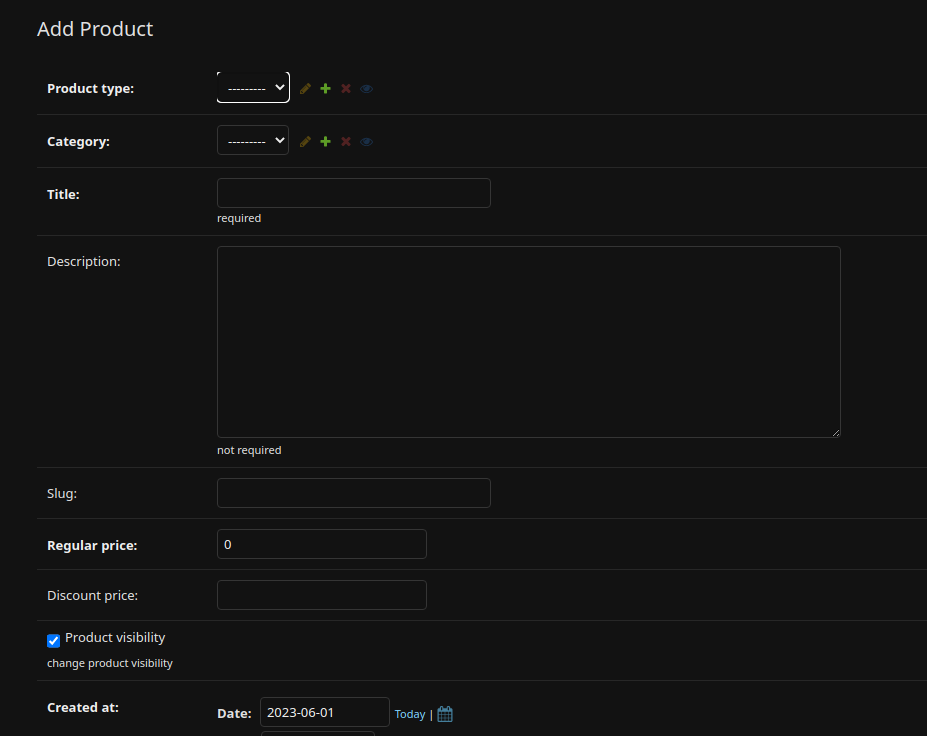 Add Product
Product type: ---------
Category: ---------
Title:
required
Description:
not required
Slug:
Regular price: 0
Discount price:
Product visibility
change product visibility
Created at: Date: 2023-06-01 Today |